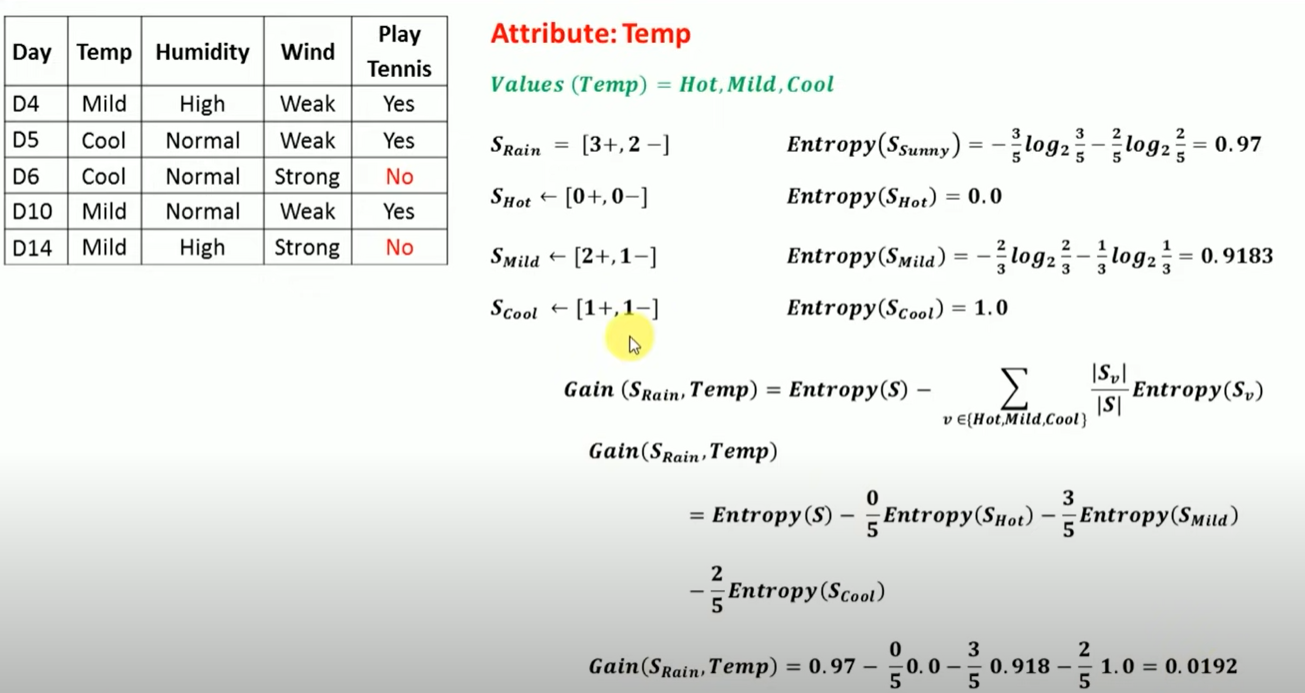 Day Temp Humidity Wind Play Tennis
D4 Mild High Weak Yes
D5 Cool Normal Weak Yes
D6 Cool Normal Strong No
D10 Mild Normal Weak Yes
D14 Mild High Strong No
Attribute: Temp
Values (Temp) = Hot, Mild, Cool
S_Rain = [3+, 2 −] Entropy(S_Sunny) = −3/5 log₂ 3/5 − 2/5 log₂ 2/5 = 0.97
S_Hot ← [0+, 0−] Entropy(S_Hot) = 0.0
S_Mild ← [2+, 1−] Entropy(S_Mild) = −2/3 log₂ 2/3 − 1/3 log₂ 1/3 = 0.9183
S_Cool ← [1+, 1−] Entropy(S_Cool) = 1.0
Gain (S_Rain, Temp) = Entropy(S) − ∑ v ∈{Hot,Mild,Cool} |S_v|/|S| Entropy(S_v)
Gain(S_Rain, Temp)
= Entropy(S) − 0/5 Entropy(S_Hot) − 3/5 Entropy(S_Mild)
− 2/5 Entropy(S_Cool)
Gain(S_Rain, Temp) = 0.97 − 0/5 0.0 − 3/5 0.918 − 2/5 1.0 = 0.0192